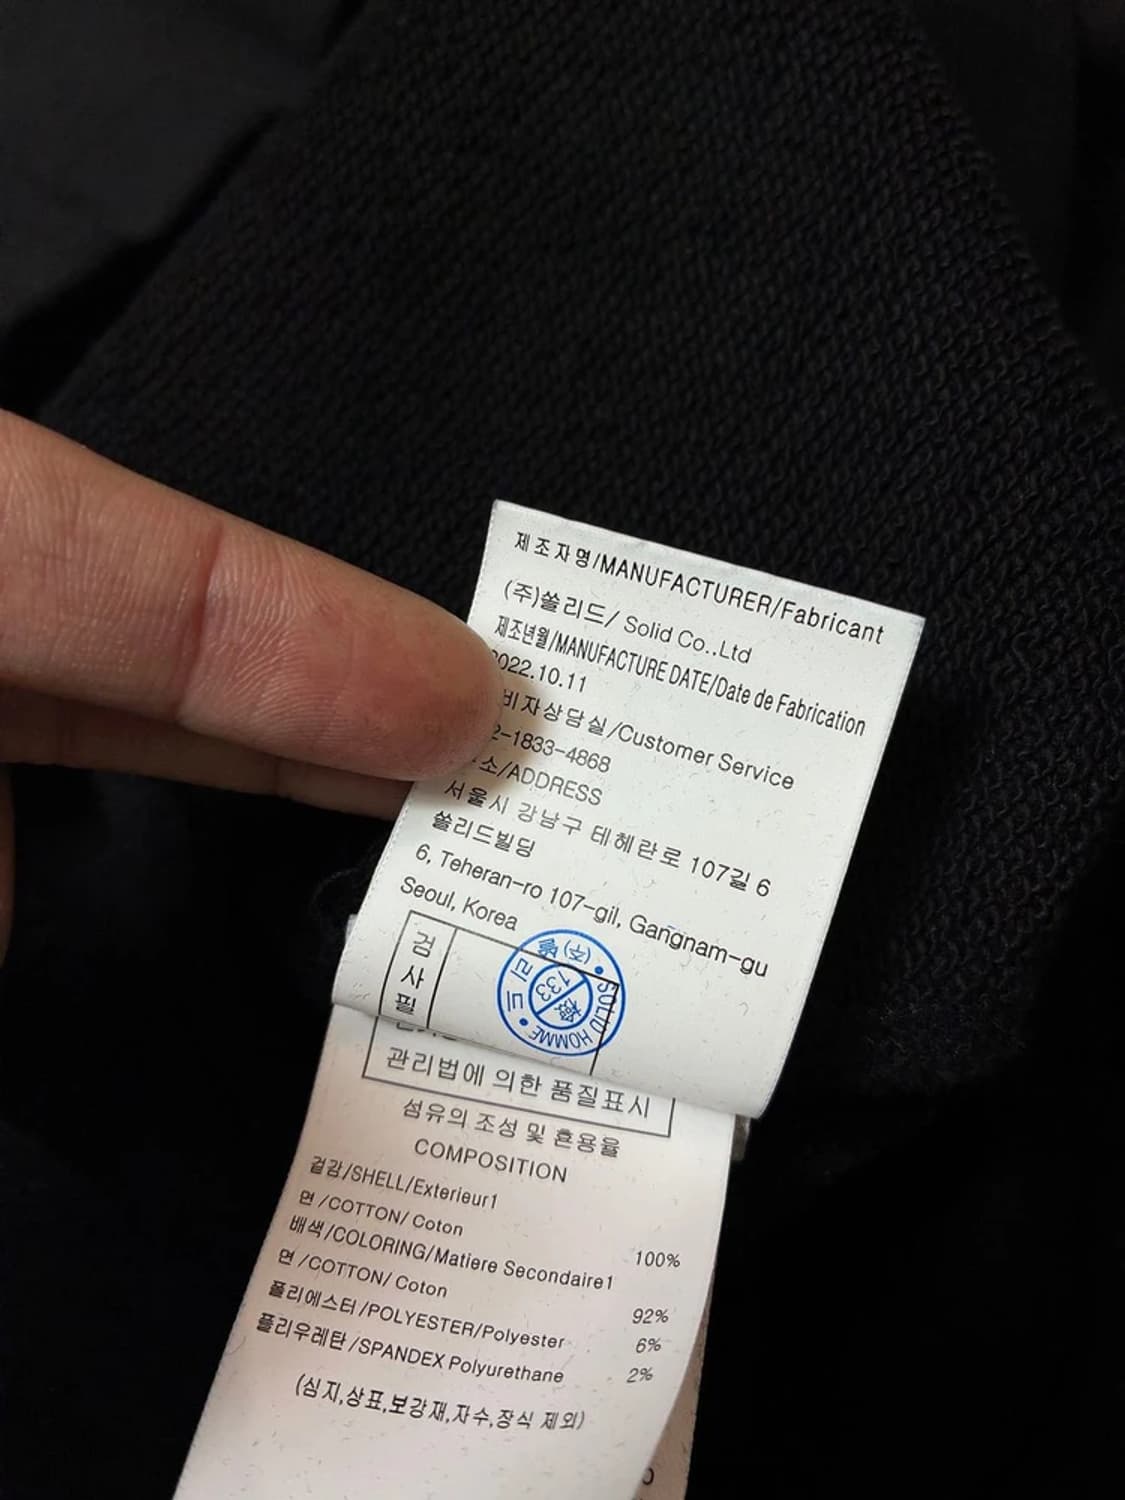 제조자명/MANUFACTURER/Fabricant
(주)쏠리드/ Solid Co.,Ltd
제조년월/MANUFACTURE DATE/Date de Fabrication
022.10.11
비자상담실/Customer Service
2-1833-4868
소/ADDRESS
서울시 강남구 테헤란로 107길 6
쏠리드빌딩
6, Teheran-ro 107-gil, Gangnam-gu
Seoul, Korea
검사필
(주)쏠리드 • SOLID HOMME •
133 檢
관리법에 의한 품질표시
섬유의 조성 및 혼용율
COMPOSITION
겉감/SHELL/Exterieur1
면 /COTTON/ Coton 100%
배색/COLORING/Matiere Secondaire1
면 /COTTON/ Coton 92%
폴리에스터/POLYESTER/Polyester 6%
폴리우레탄/SPANDEX Polyurethane 2%
(심지,상표,보강재,자수,장식 제외)